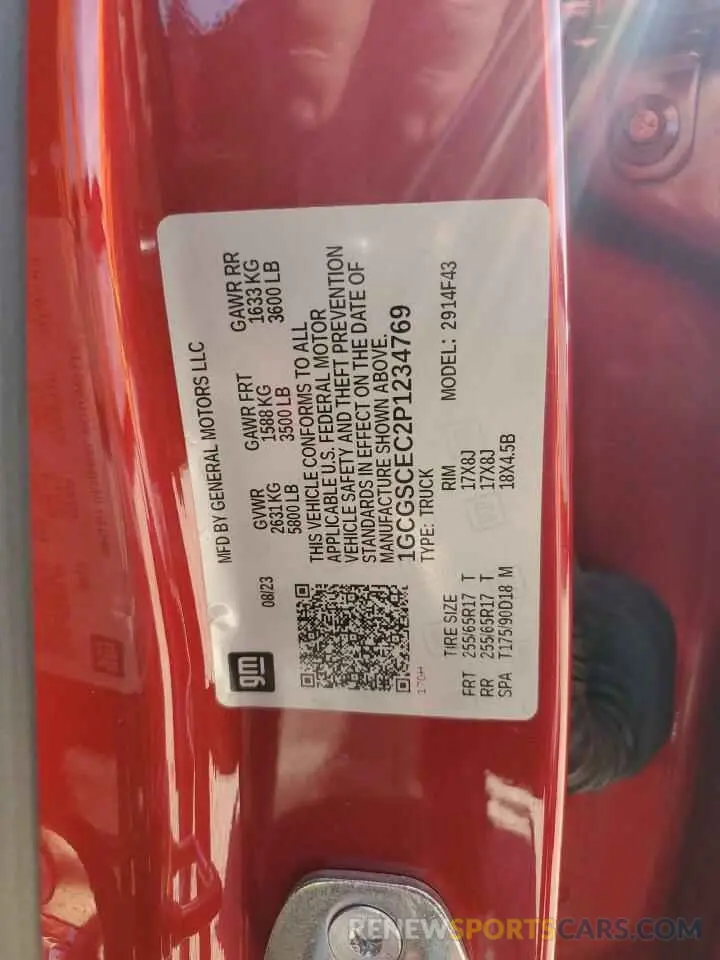 MFD BY GENERAL MOTORS LLC
gm
08/23
GVWR GAWR FRT GAWR RR
2631 KG 1588 KG 1633 KG
5800 LB 3500 LB 3600 LB
THIS VEHICLE CONFORMS TO ALL
APPLICABLE U.S. FEDERAL MOTOR
VEHICLE SAFETY AND THEFT PREVENTION
STANDARDS IN EFFECT ON THE DATE OF
MANUFACTURE SHOWN ABOVE.
1GCGSCEC2P1234769
TYPE: TRUCK MODEL: 2914F43
17GH
TIRE SIZE RIM
FRT 255/65R17 T 17X8J
RR 255/65R17 T 17X8J
SPA T175/90D18 M 18X4.5B
RENEWSPORTSCARS.COM